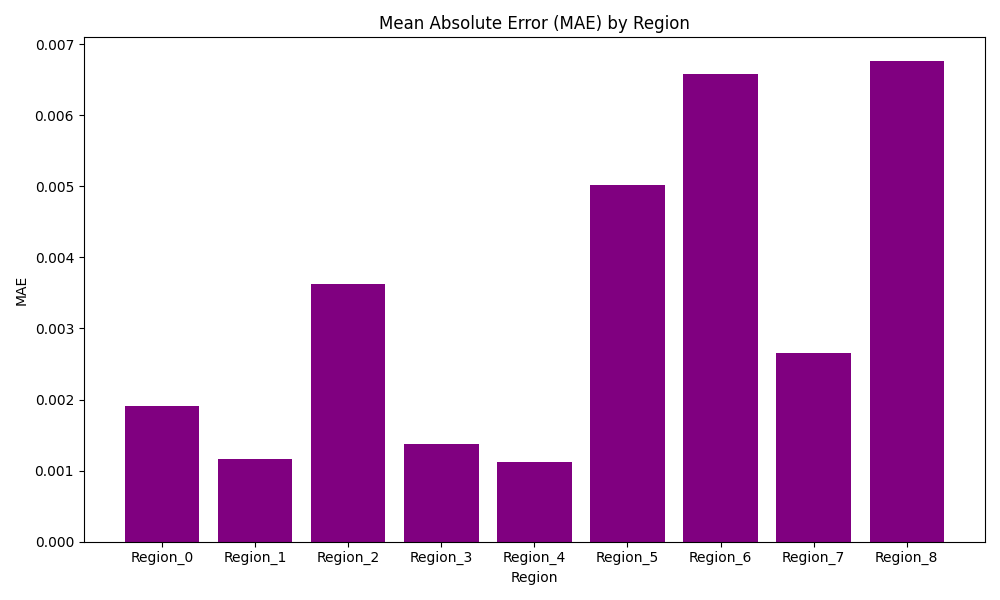 Mean Absolute Error (MAE) by Region
0.007
0.006
0.005
0.004
0.003
0.002
0.001
0.000
MAE
Region_0 Region_1 Region_2 Region_3 Region_4 Region_5 Region_6 Region_7 Region_8
Region